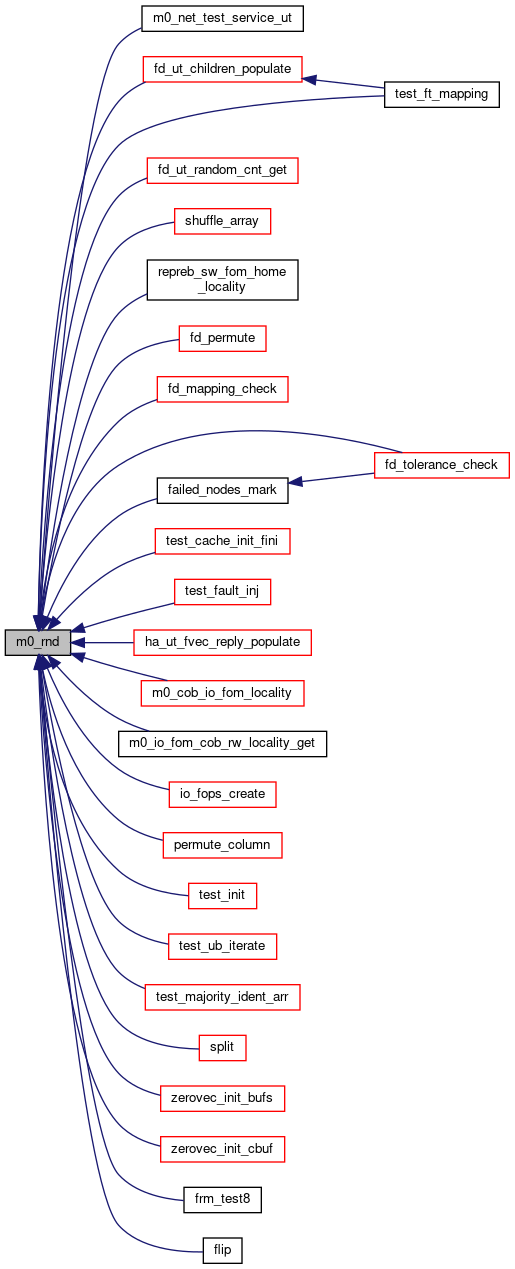 m0_net_test_service_ut
fd_ut_children_populate
test_ft_mapping
fd_ut_random_cnt_get
shuffle_array
repreb_sw_fom_home
_locality
fd_permute
fd_mapping_check
fd_tolerance_check
failed_nodes_mark
test_cache_init_fini
test_fault_inj
m0_rnd
ha_ut_fvec_reply_populate
m0_cob_io_fom_locality
m0_io_fom_cob_rw_locality_get
io_fops_create
permute_column
test_init
test_ub_iterate
test_majority_ident_arr
split
zerovec_init_bufs
zerovec_init_cbuf
frm_test8
flip